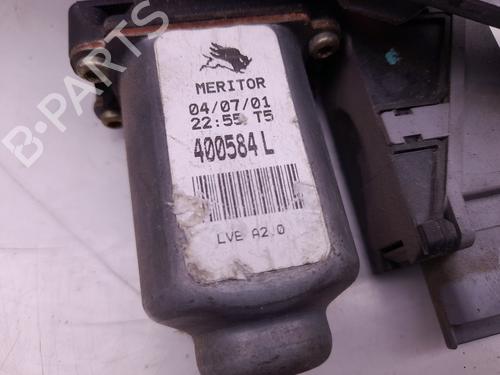 B-PARTS
MERITOR
04/07/01
22:55 T5
400584 L
LVE A2.0